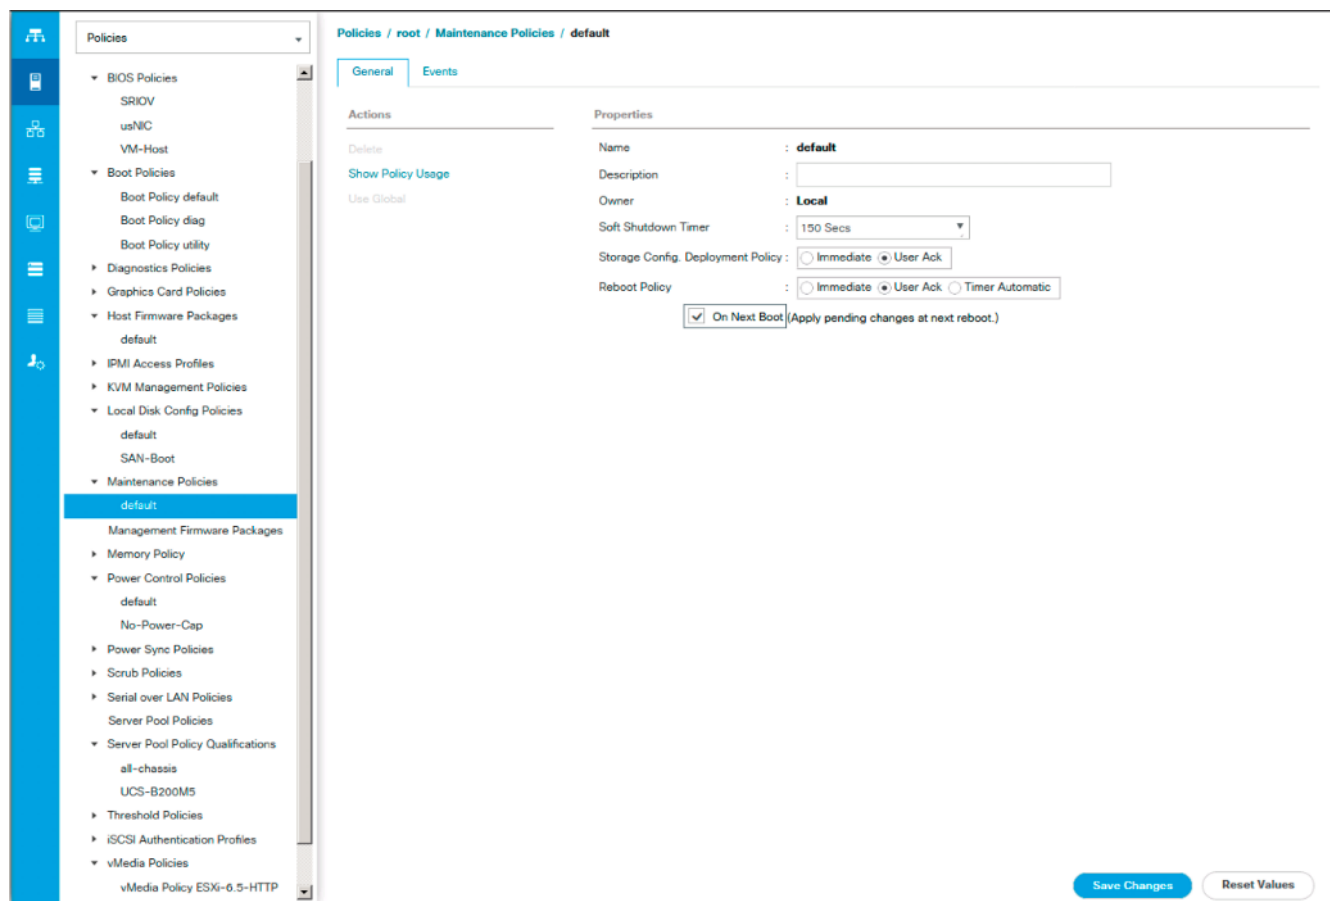 Policies
BIOS Policies
SRIOV
usNIC
VM-Host
Boot Policies
Boot Policy default
Boot Policy diag
Boot Policy utility
Diagnostics Policies
Graphics Card Policies
Host Firmware Packages
default
IPMI Access Profiles
KVM Management Policies
Local Disk Config Policies
default
SAN-Boot
Maintenance Policies
default
Management Firmware Packages
Memory Policy
Power Control Policies
default
No-Power-Cap
Power Sync Policies
Scrub Policies
Serial over LAN Policies
Server Pool Policies
Server Pool Policy Qualifications
all-chassis
UCS-B200M5
Threshold Policies
iSCSI Authentication Profiles
vMedia Policies
vMedia Policy ESXi-6.5-HTTP
Policies / root / Maintenance Policies / default
General Events
Actions
Delete
Show Policy Usage
Use Global
Properties
Name : default
Description :
Owner : Local
Soft Shutdown Timer : 150 Secs
Storage Config. Deployment Policy : Immediate User Ack
Reboot Policy : Immediate User Ack Timer Automatic
On Next Boot (Apply pending changes at next reboot.)
Save Changes Reset Values